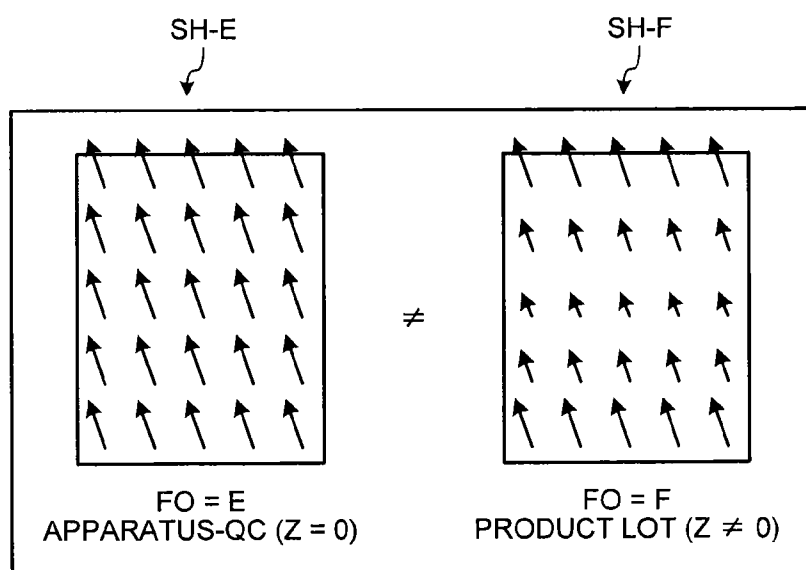 SH-E
SH-F
≠
FO = E
APPARATUS-QC (Z = 0)
FO = F
PRODUCT LOT (Z ≠ 0)